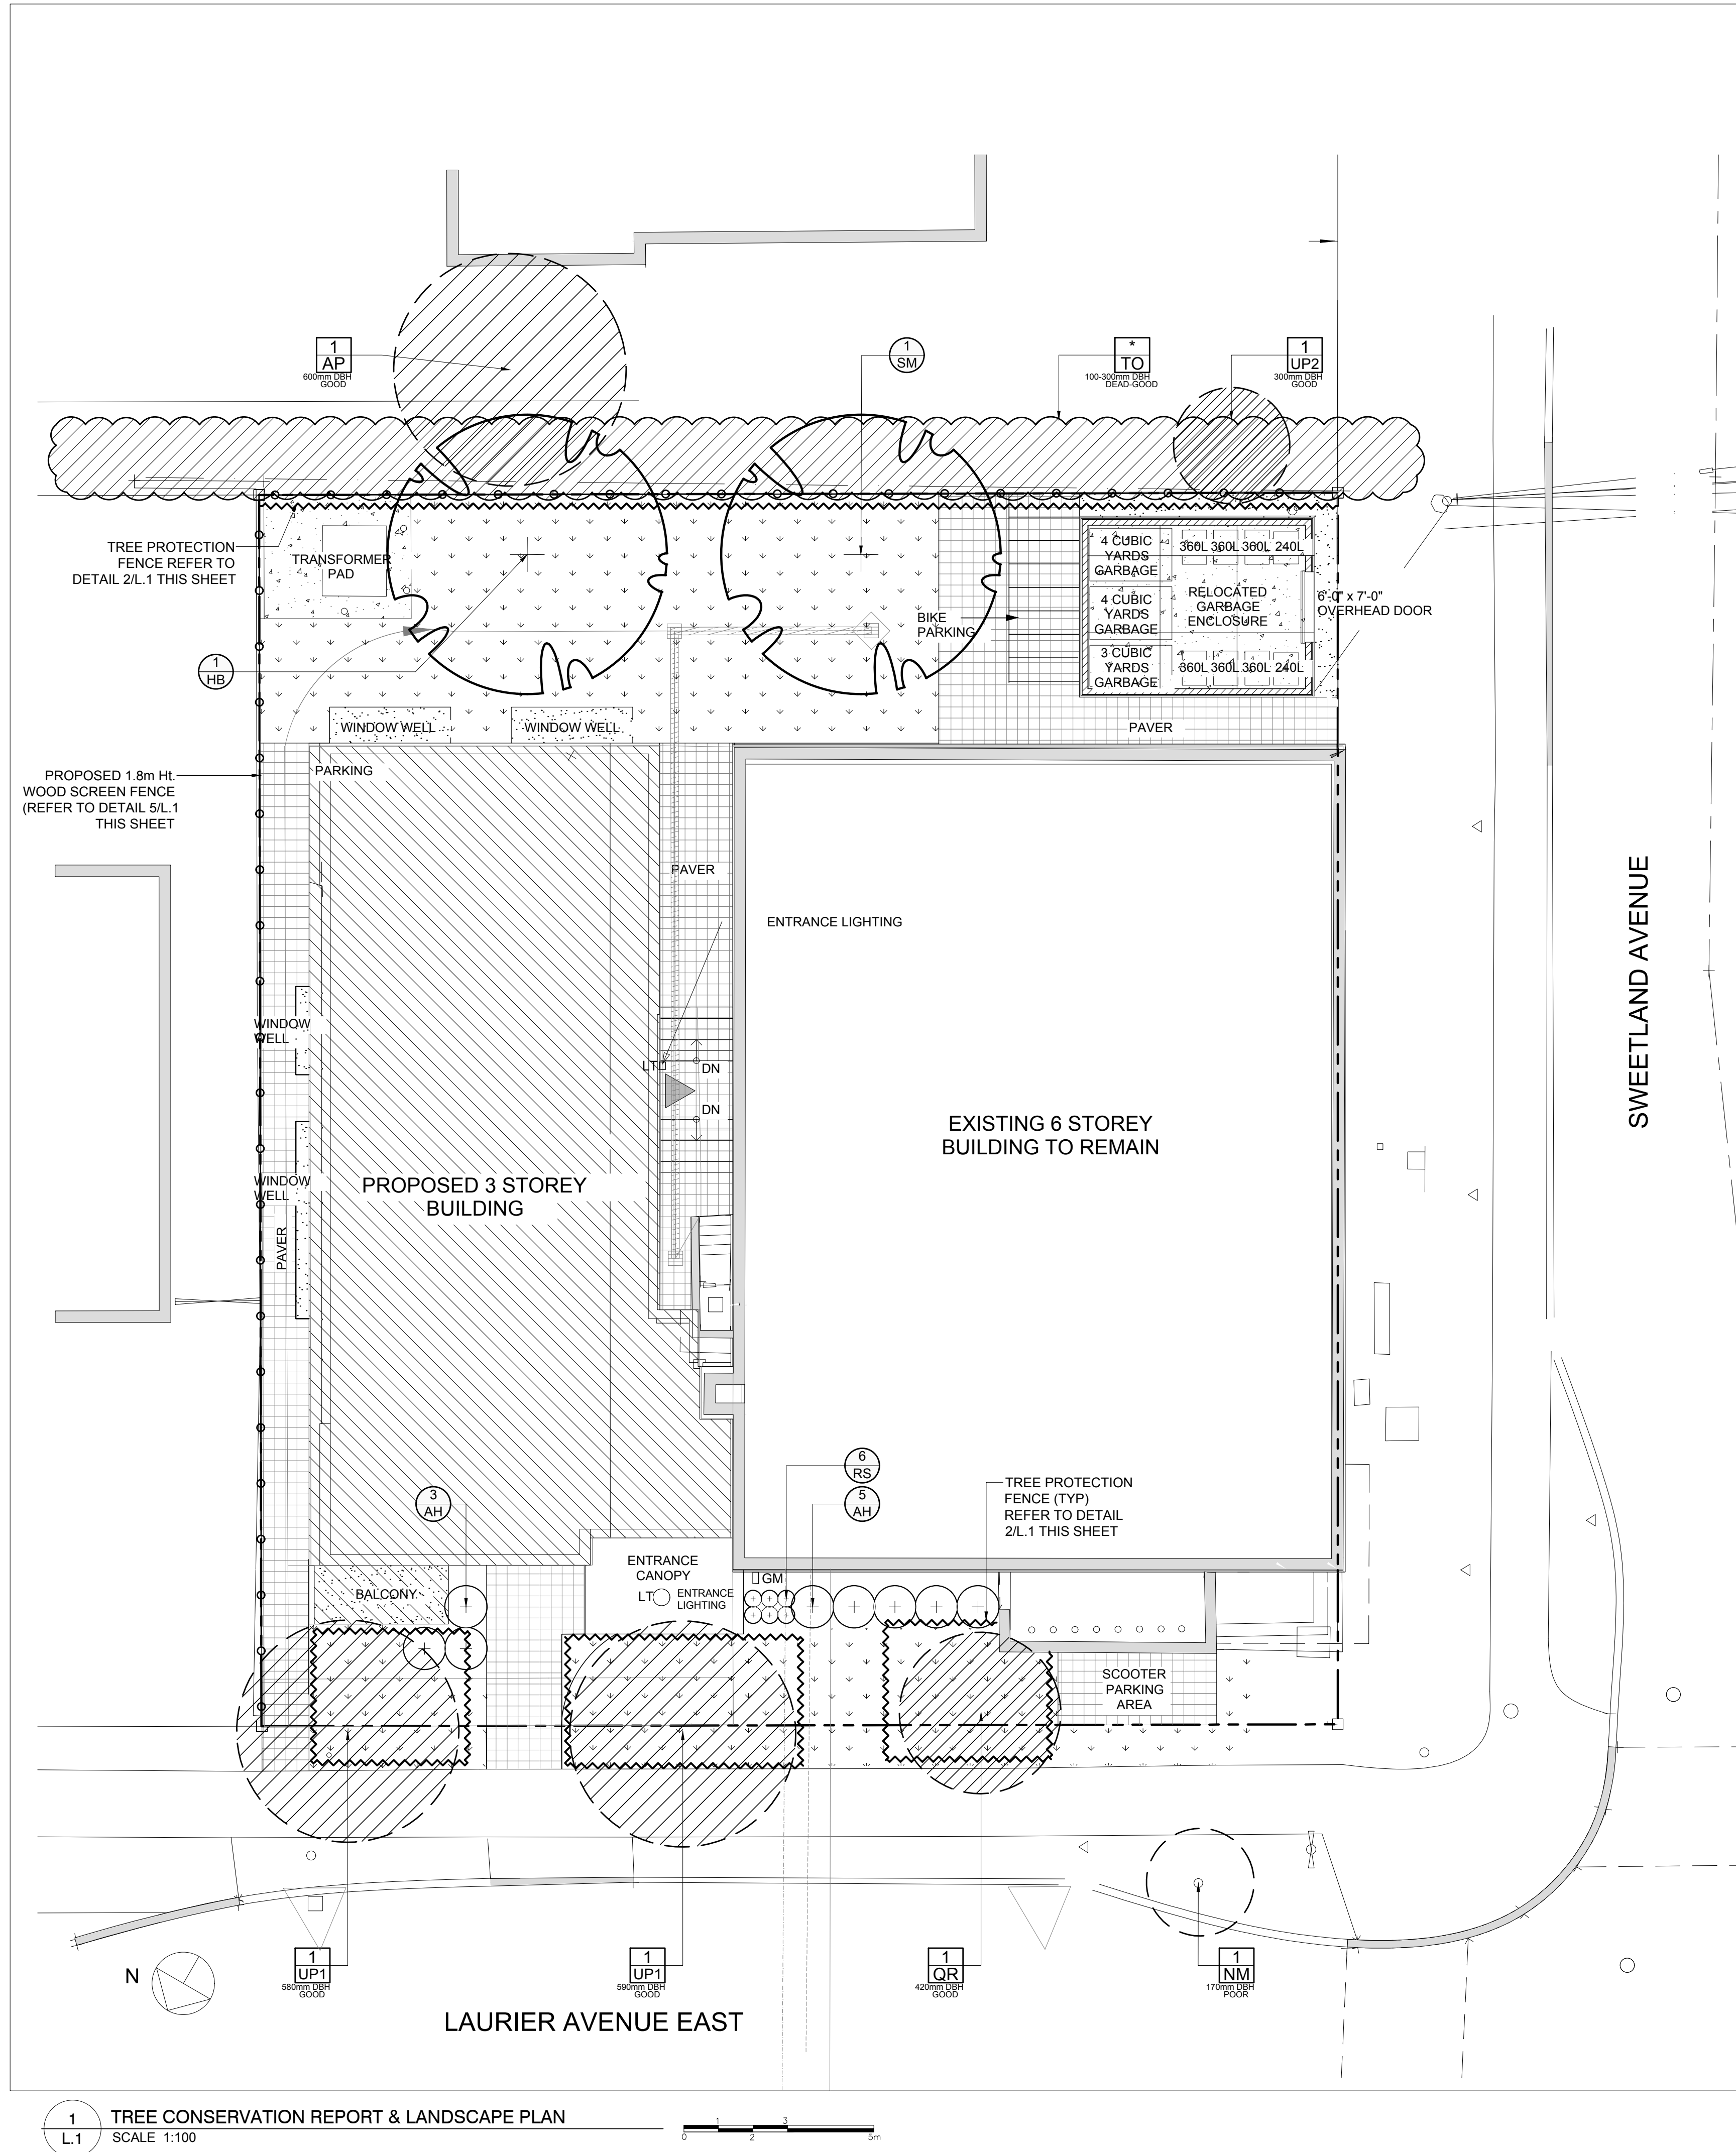 1
AP
600mm DBH
GOOD
1
SM
*
TO
100-300mm DBH
DEAD-GOOD
1
UP2
300mm DBH
GOOD
TREE PROTECTION
FENCE REFER TO
DETAIL 2/L.1 THIS SHEET
TRANSFORMER
PAD
4 CUBIC
YARDS
GARBAGE
360L 360L 360L 240L
4 CUBIC
YARDS
GARBAGE
RELOCATED
GARBAGE
ENCLOSURE
6'-0" x 7'-0"
OVERHEAD DOOR
BIKE
PARKING
3 CUBIC
YARDS
GARBAGE
360L 360L 360L 240L
1
HB
WINDOW WELL
WINDOW WELL
PAVER
PROPOSED 1.8m Ht.
WOOD SCREEN FENCE
(REFER TO DETAIL 5/L.1
THIS SHEET
PARKING
PAVER
ENTRANCE LIGHTING
SWEETLAND AVENUE
WINDOW
WELL
LT
DN
DN
EXISTING 6 STOREY
BUILDING TO REMAIN
WINDOW
WELL
PROPOSED 3 STOREY
BUILDING
PAVER
6
RS
5
AH
3
AH
TREE PROTECTION
FENCE (TYP)
REFER TO DETAIL
2/L.1 THIS SHEET
ENTRANCE
CANOPY
GM
BALCONY
LT
ENTRANCE
LIGHTING
SCOOTER
PARKING
AREA
N
1
UP1
580mm DBH
GOOD
1
UP1
590mm DBH
GOOD
1
QR
420mm DBH
GOOD
1
NM
170mm DBH
POOR
LAURIER AVENUE EAST
1
L.1
TREE CONSERVATION REPORT & LANDSCAPE PLAN
SCALE 1:100
0
1
2
3
5m